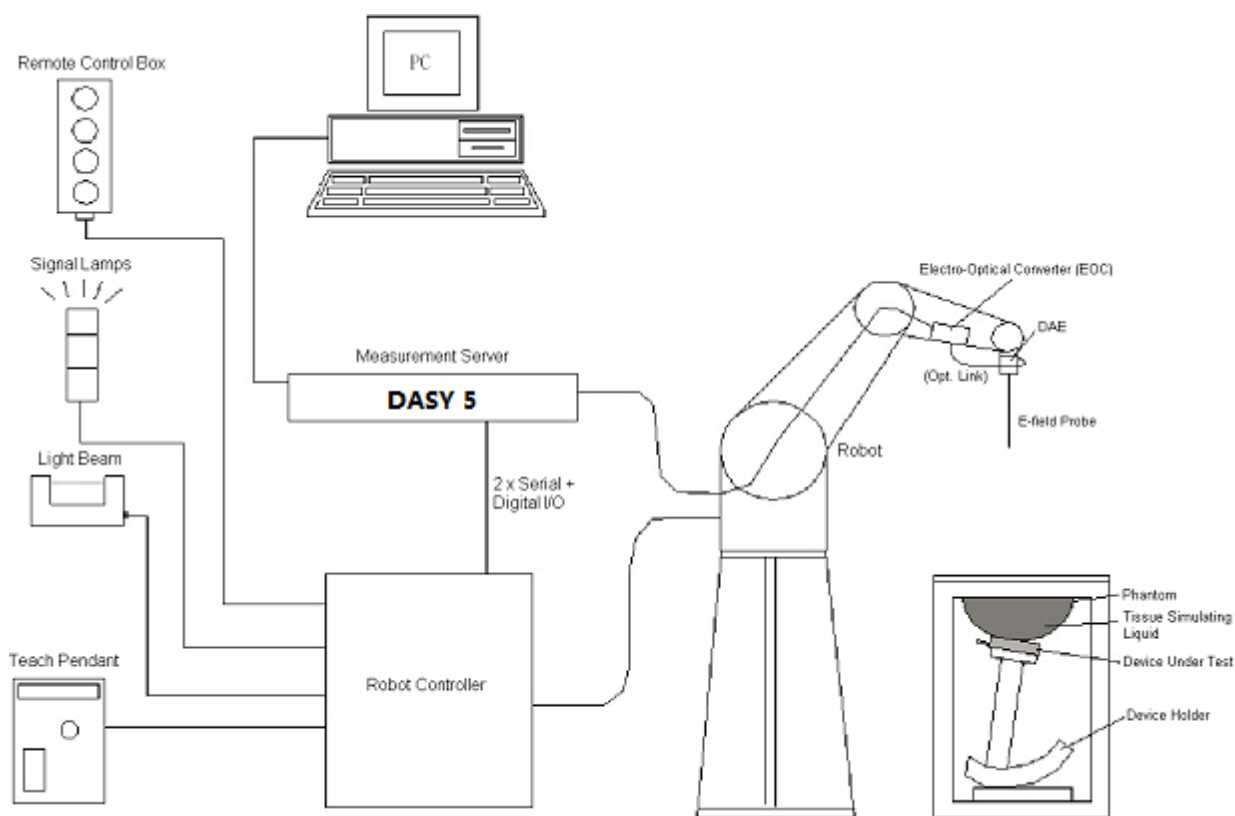 PC
Remote Control Box
Signal Lamps
Electro-Optical Converter (EOC)
DAE
Measurement Server
(Opt. Link)
DASY 5
E-field Probe
Robot
Light Beam
2 x Serial +
Digital I/O
Phantom
Tissue Simulating
Liquid
Teach Pendant
Device Under Test
Robot Controller
Device Holder